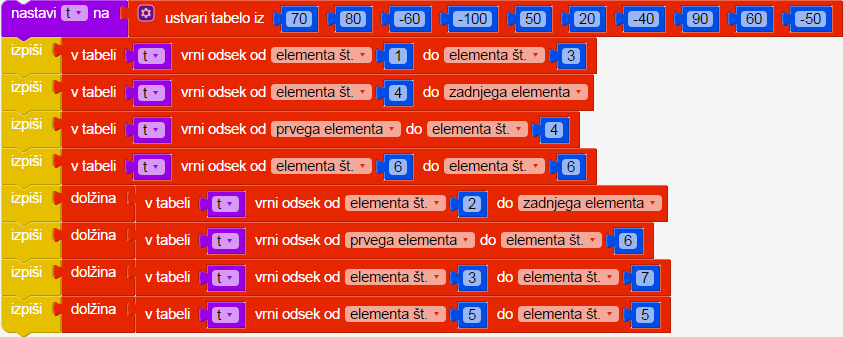 nastavi t na ustvari tabelo iz 70 80 -60 -100 50 20 -40 90 60 -50
izpiši v tabeli t vrni odsek od elementa št. 1 do elementa št. 3
izpiši v tabeli t vrni odsek od elementa št. 4 do zadnjega elementa
izpiši v tabeli t vrni odsek od prvega elementa do elementa št. 4
izpiši v tabeli t vrni odsek od elementa št. 6 do elementa št. 6
izpiši dolžina v tabeli t vrni odsek od elementa št. 2 do zadnjega elementa
izpiši dolžina v tabeli t vrni odsek od prvega elementa do elementa št. 6
izpiši dolžina v tabeli t vrni odsek od elementa št. 3 do elementa št. 7
izpiši dolžina v tabeli t vrni odsek od elementa št. 5 do elementa št. 5